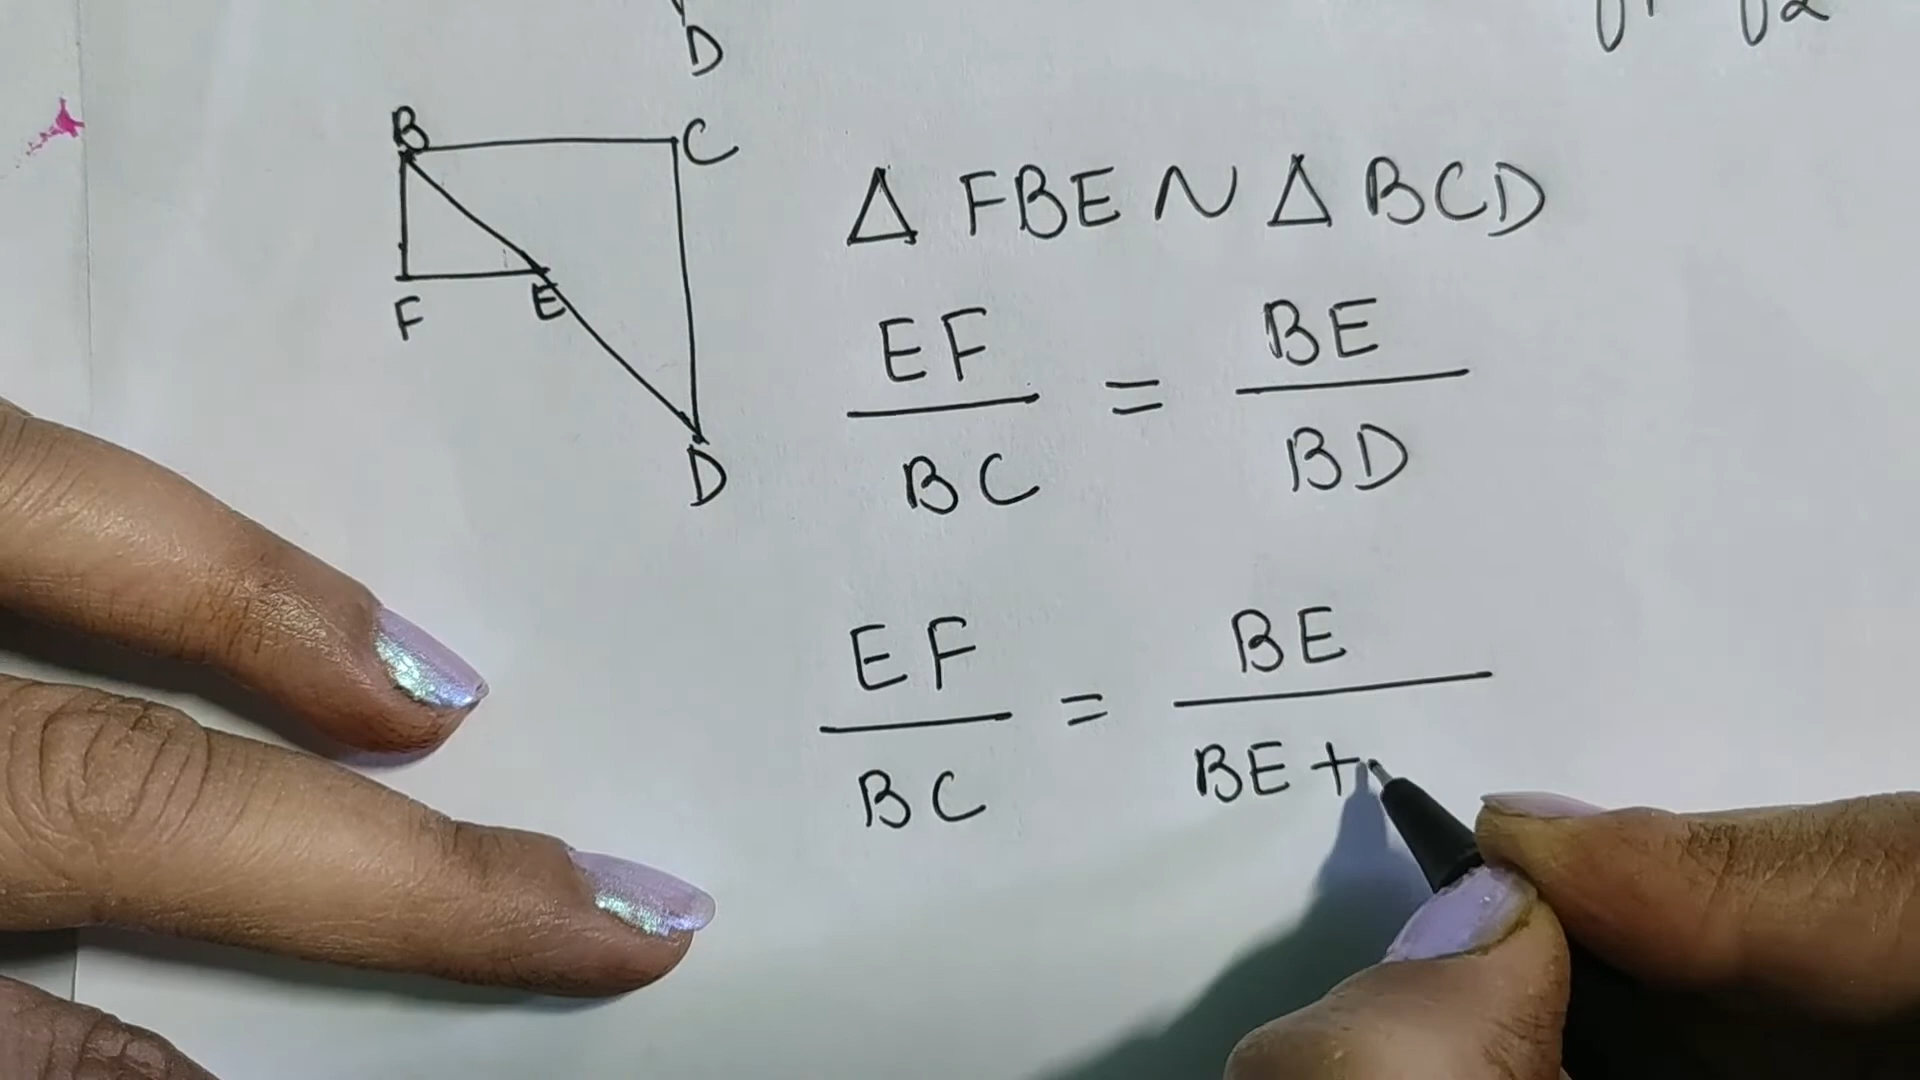 D
B C
F E
D
Δ FBE ~ Δ BCD
EF/BC = BE/BD
EF/BC = BE/BE+